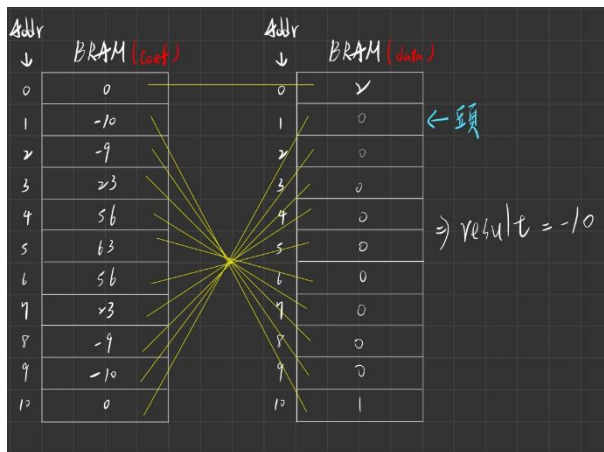 Addr Addr
↓ BRAM (coef) ↓ BRAM (data)
0 0 0 2
1 -10 1 0 ← 頭
2 -9 2 0
3 23 3 0
4 56 4 0
5 63 5 0 ⇒ result = -10
6 56 6 0
7 23 7 0
8 -9 8 0
9 -10 9 0
10 0 10 1